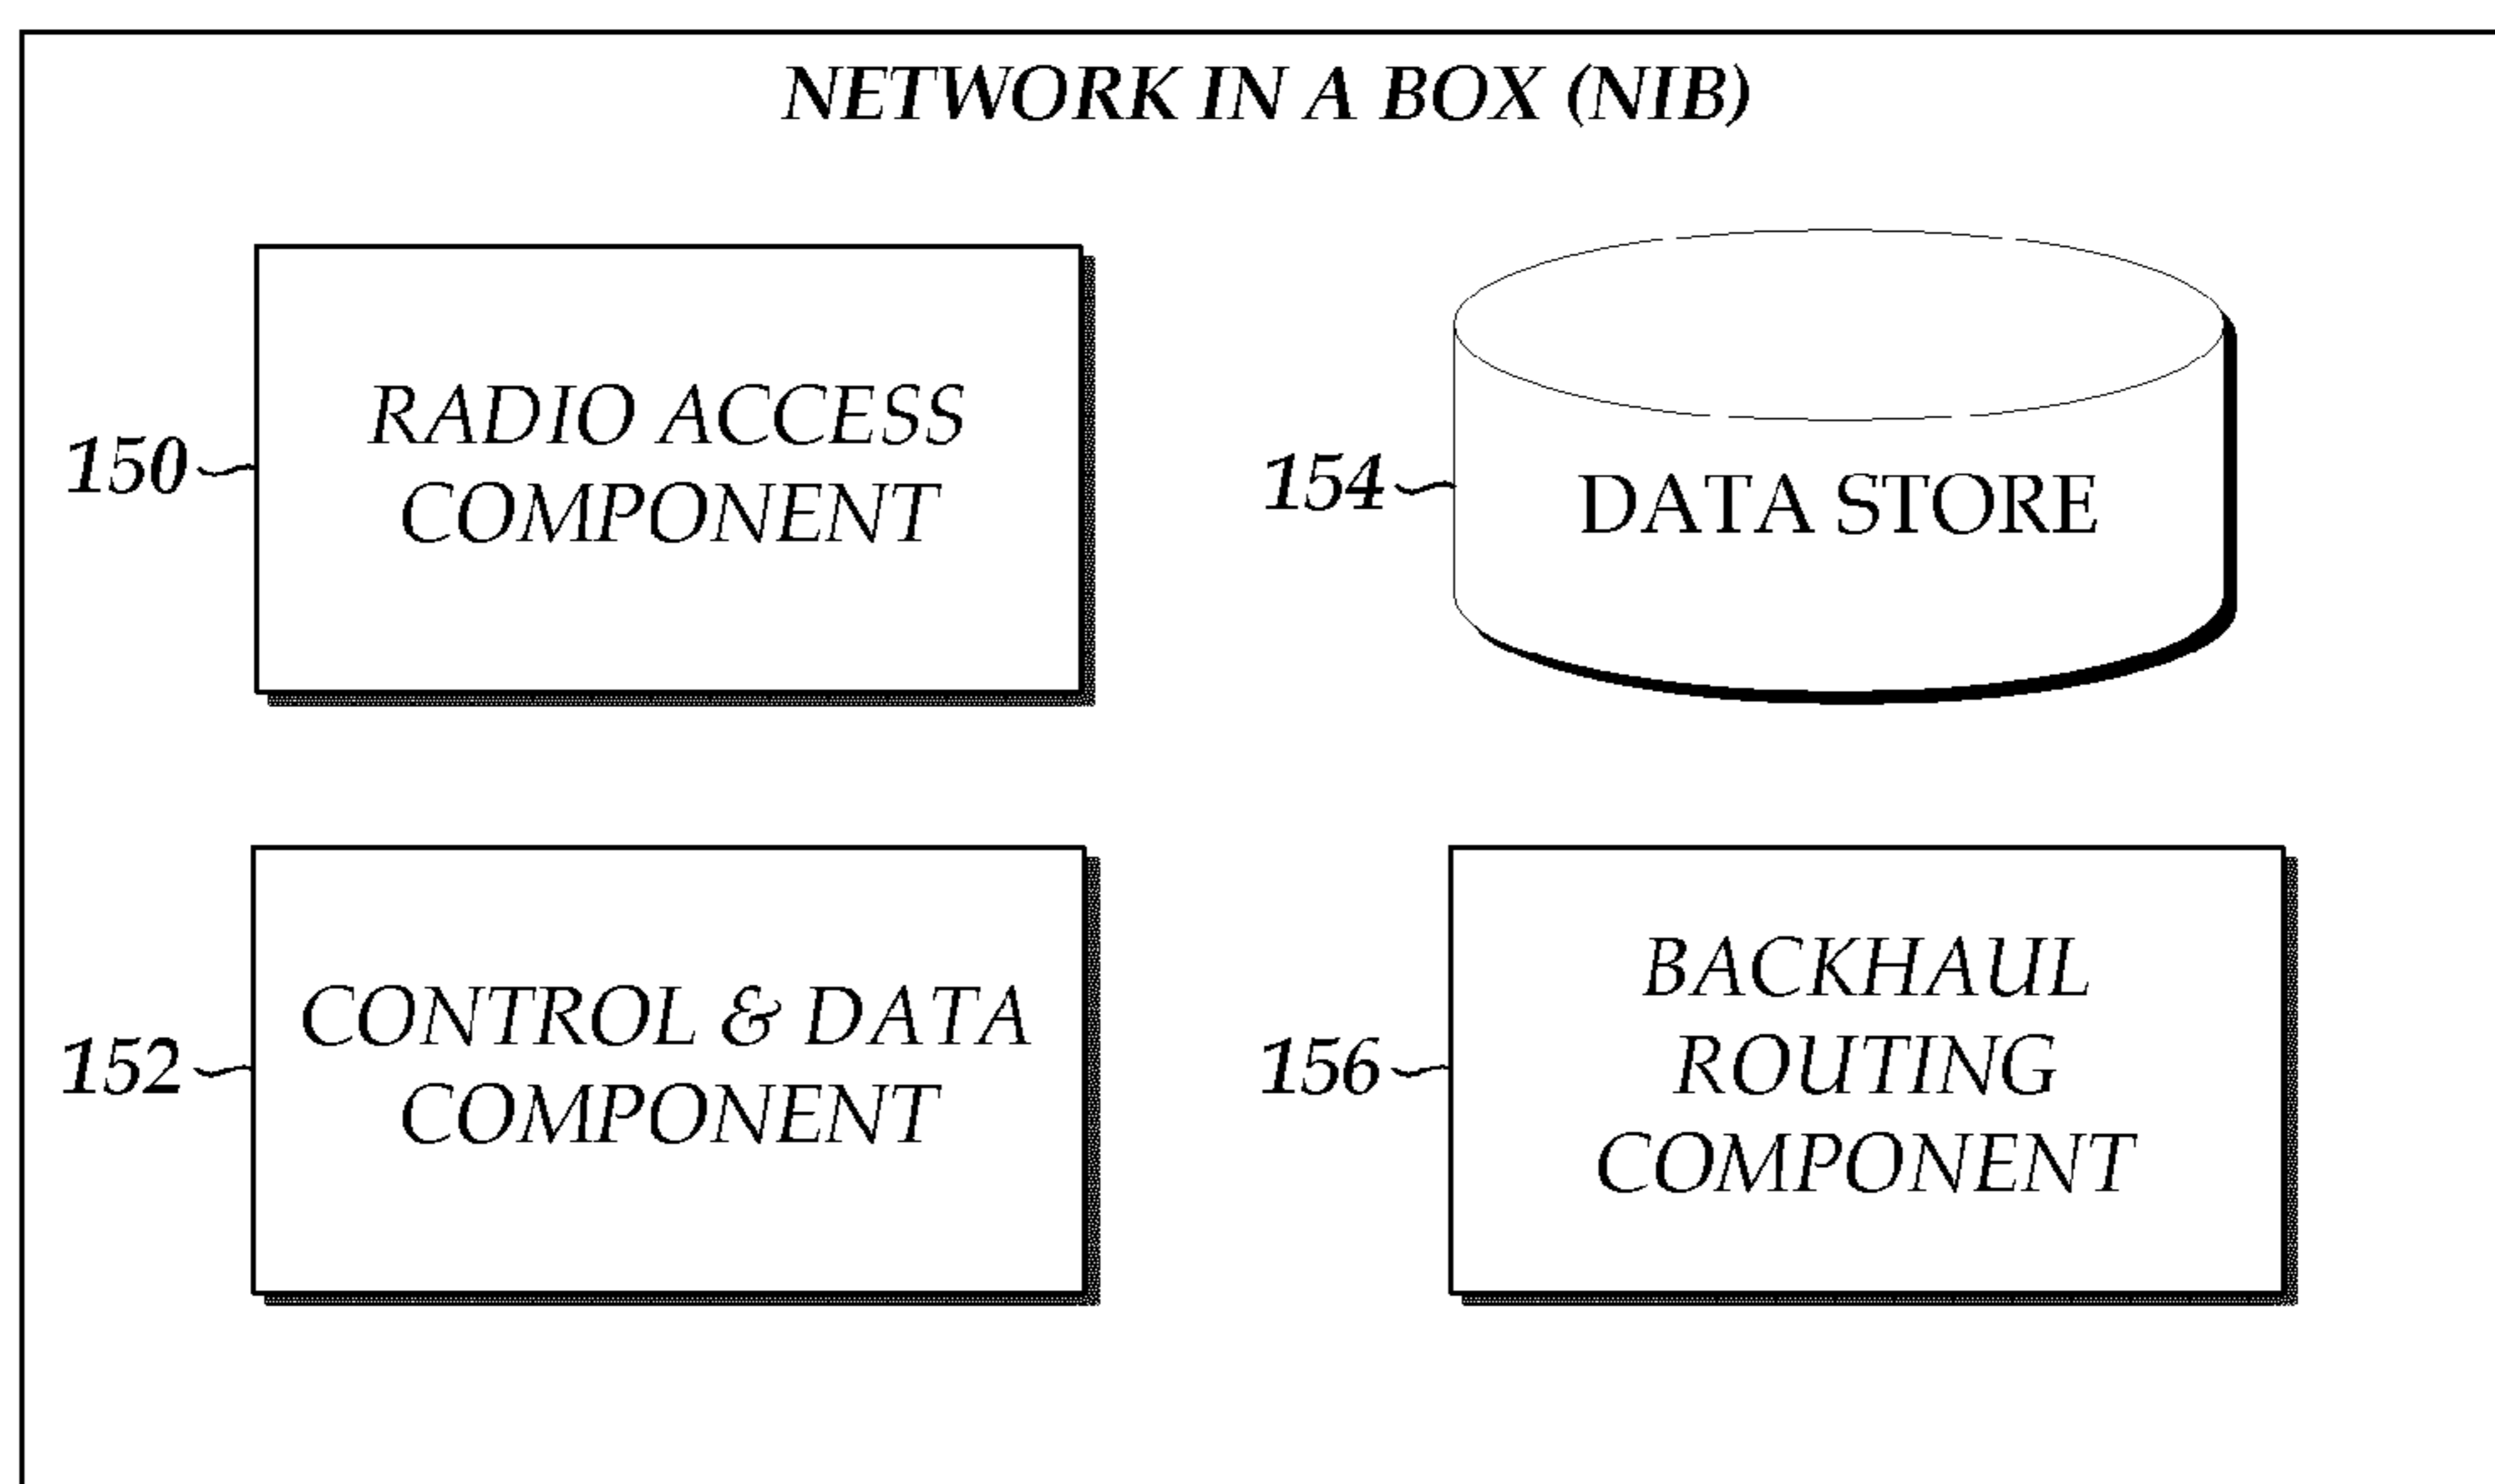 NETWORK IN A BOX (NIB)
150
RADIO ACCESS
COMPONENT
154
DATA STORE
152
CONTROL & DATA
COMPONENT
156
BACKHAUL
ROUTING
COMPONENT